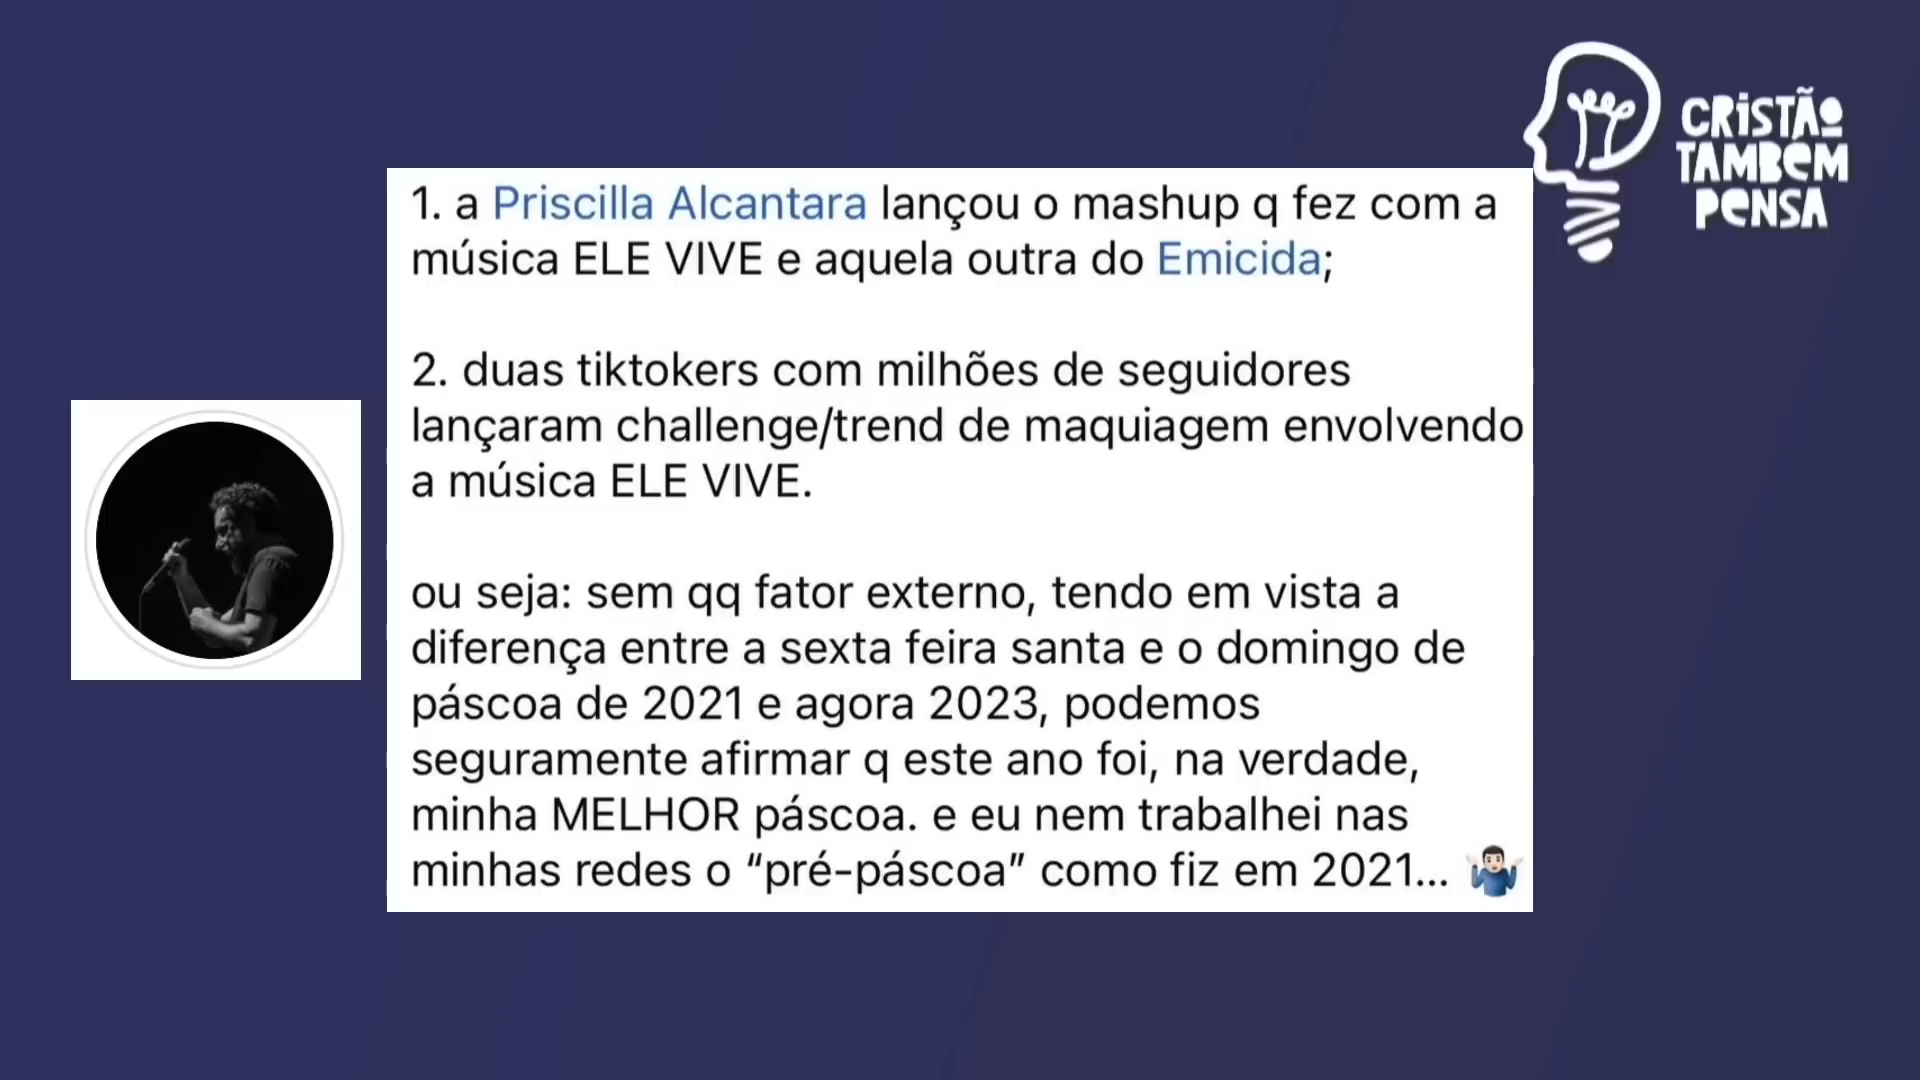 CRISTÃO
TAMBÉM
PENSA
1. a Priscilla Alcantara lançou o mashup q fez com a
música ELE VIVE e aquela outra do Emicida;
2. duas tiktokers com milhões de seguidores
lançaram challenge/trend de maquiagem envolvendo
a música ELE VIVE.
ou seja: sem qq fator externo, tendo em vista a
diferença entre a sexta feira santa e o domingo de
páscoa de 2021 e agora 2023, podemos
seguramente afirmar q este ano foi, na verdade,
minha MELHOR páscoa. e eu nem trabalhei nas
minhas redes o “pré-páscoa” como fiz em 2021... 🤷🏻‍♂️